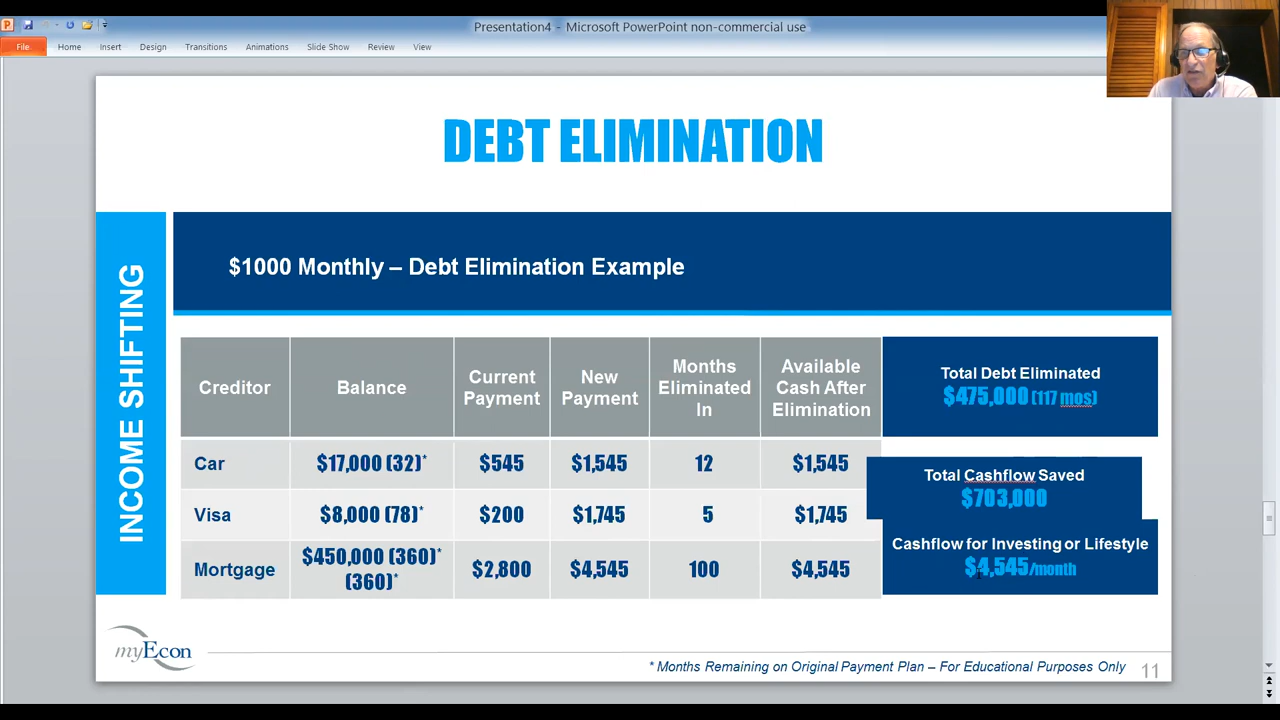 Presentation4 - Microsoft PowerPoint non-commercial use
File
Home
Insert
Design
Transitions
Animations
Slide Show
Review
View
DEBT ELIMINATION
INCOME SHIFTING
$1000 Monthly – Debt Elimination Example
Creditor
Balance
Current
Payment
New
Payment
Months
Eliminated
In
Available
Cash After
Elimination
Car
$17,000 (32)*
$545
$1,545
12
$1,545
Visa
$8,000 (78)*
$200
$1,745
5
$1,745
Mortgage
$450,000 (360)*
(360)*
$2,800
$4,545
100
$4,545
Total Debt Eliminated
$475,000 (117 mos)
Total Cashflow Saved
$703,000
Cashflow for Investing or Lifestyle
$4,545/month
myEcon
* Months Remaining on Original Payment Plan – For Educational Purposes Only
11